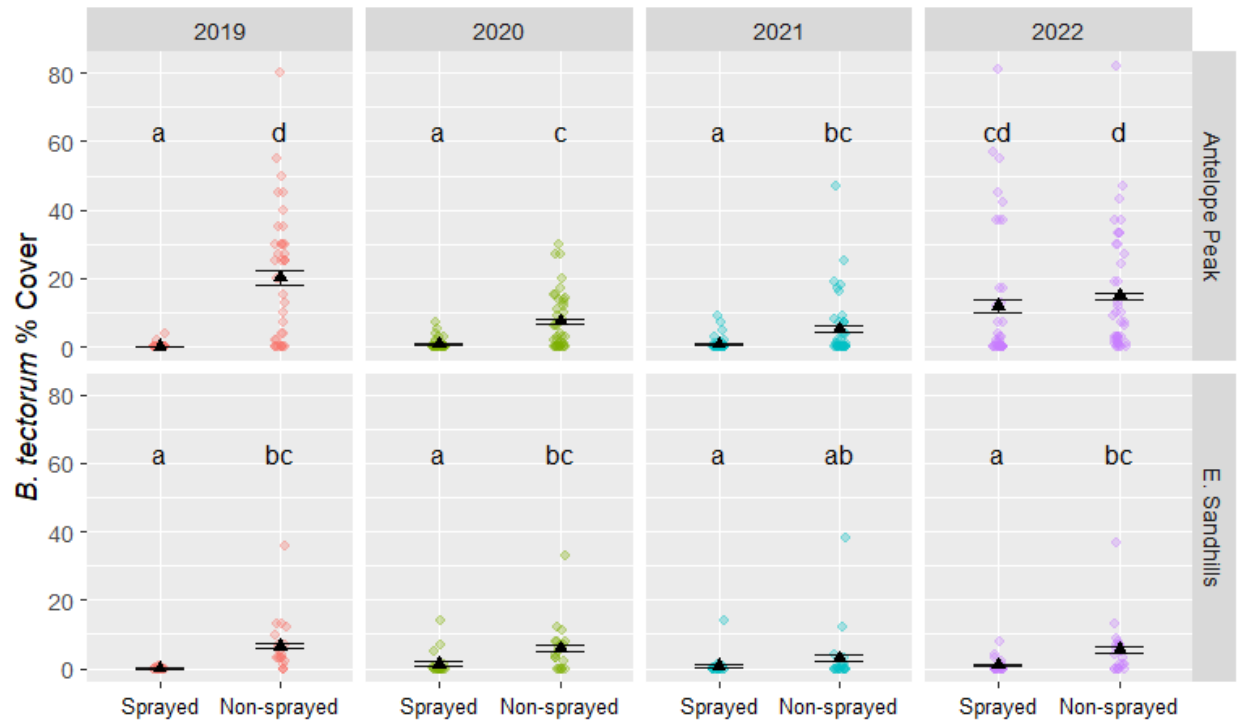 2019 2020 2021 2022
B. tectorum % Cover
Antelope Peak
80
60
40
20
0
a d a c a bc cd d
E. Sandhills
80
60
40
20
0
a bc a bc a ab a bc
Sprayed Non-sprayed Sprayed Non-sprayed Sprayed Non-sprayed Sprayed Non-sprayed